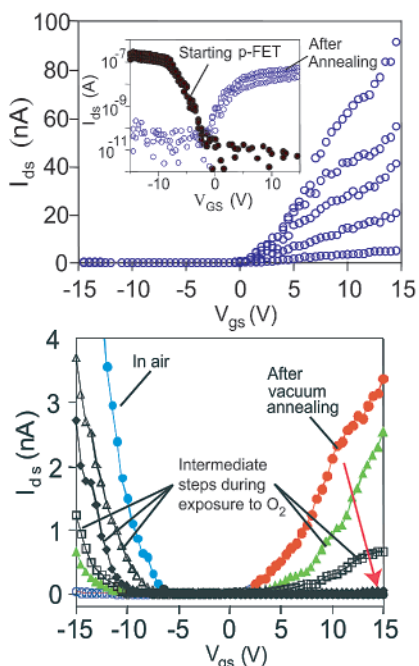 100
80
60
40
20
0
I_ds (nA)
-15
-10
-5
0
5
10
15
V_gs (V)
10^-7
10^-9
10^-11
I_ds (A)
-10
0
10
V_GS (V)
Starting p-FET
After
Annealing
4
3
2
1
0
I_ds (nA)
In air
After
vacuum
annealing
Intermediate
steps during
exposure to O_2
-15
-10
-5
0
5
10
15
V_gs (V)